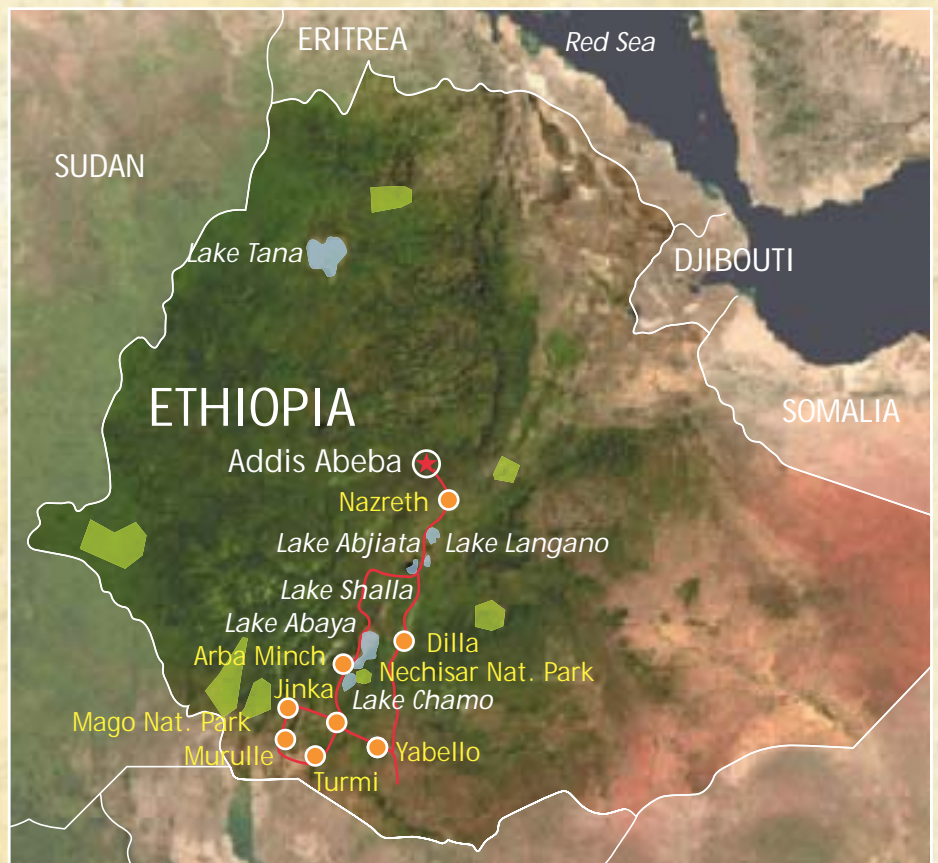 ERITREA
Red Sea
SUDAN
Lake Tana
DJIBOUTI
ETHIOPIA
SOMALIA
Addis Abeba
Nazreth
Lake Abjiata
Lake Langano
Lake Shalla
Lake Abaya
Dilla
Arba Minch
Nechisar Nat. Park
Jinka
Lake Chamo
Mago Nat. Park
Murulle
Yabello
Turmi